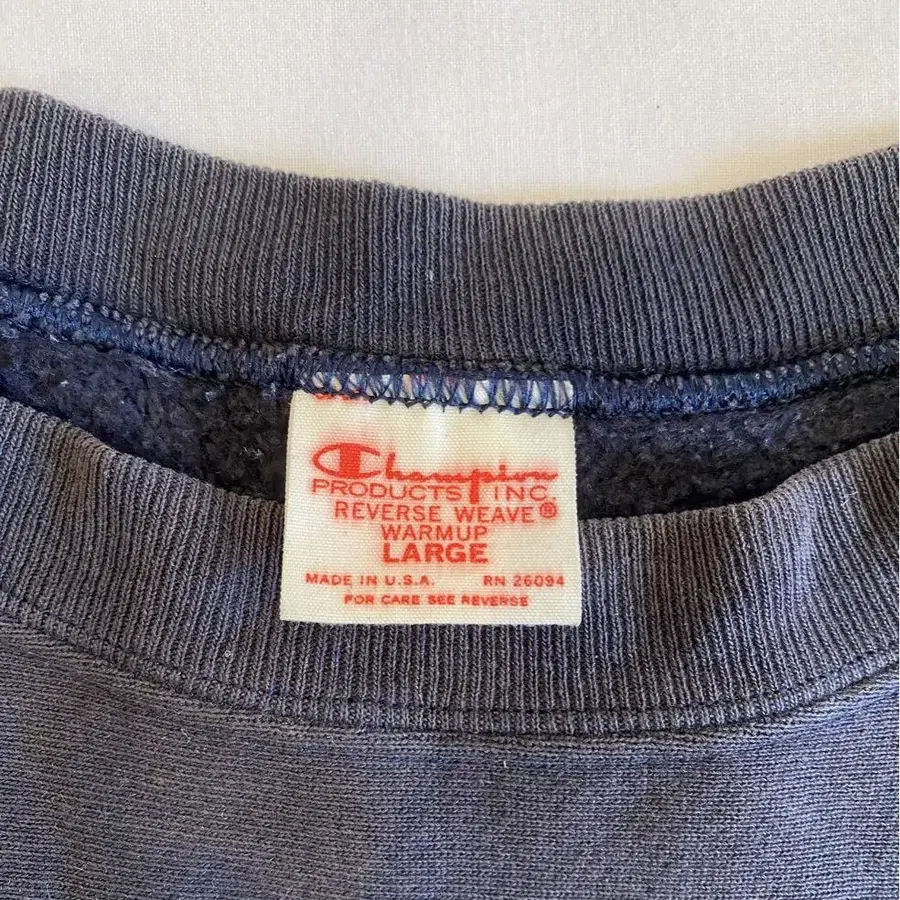 Champion
PRODUCTS INC.
REVERSE WEAVE®
WARMUP
LARGE
MADE IN U.S.A. RN 26094
FOR CARE SEE REVERSE